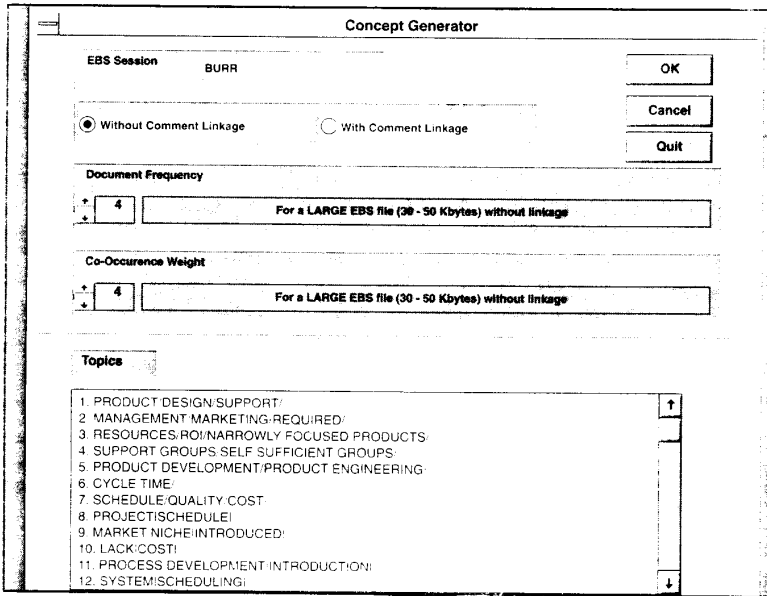 Concept Generator
EBS Session BURR
OK
Without Comment Linkage With Comment Linkage
Cancel
Quit
Document Frequency
4 For a LARGE EBS file (30 - 50 Kbytes) without linkage
Co-Occurence Weight
4 For a LARGE EBS file (30 - 50 Kbytes) without linkage
Topics
1. PRODUCT/DESIGN/SUPPORT/
2 MANAGEMENT/MARKETING/REQUIRED/
3. RESOURCES/ROI/NARROWLY FOCUSED PRODUCTS/
4. SUPPORT GROUPS/SELF SUFFICIENT GROUPS/
5. PRODUCT DEVELOPMENT/PRODUCT ENGINEERING/
6. CYCLE TIME/
7. SCHEDULE/QUALITY/COST
8. PROJECT|SCHEDULE|
9. MARKET NICHE|INTRODUCED|
10. LACK|COST|
11. PROCESS DEVELOPMENT|INTRODUCTION|
12. SYSTEM|SCHEDULING|